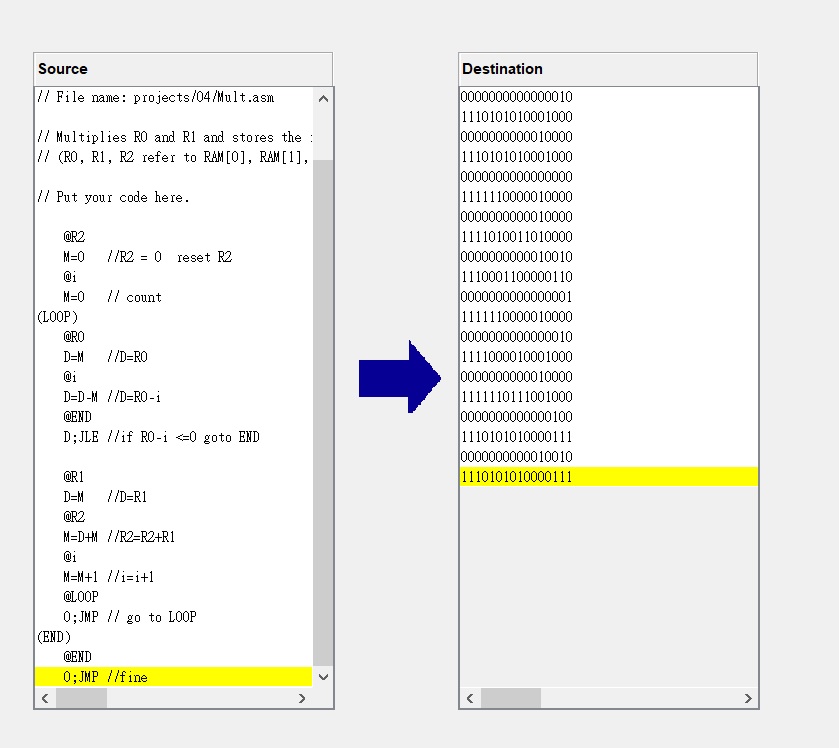 Source
// File name: projects/04/Mult.asm
// Multiplies R0 and R1 and stores the
// (R0, R1, R2 refer to RAM[0], RAM[1],
// Put your code here.
@R2
M=0 //R2 = 0 reset R2
@i
M=0 // count
(LOOP)
@R0
D=M //D=R0
@i
D=D-M //D=R0-i
@END
D;JLE //if R0-i <=0 goto END
@R1
D=M //D=R1
@R2
M=D+M //R2=R2+R1
@i
M=M+1 //i=i+1
@LOOP
0;JMP // go to LOOP
(END)
@END
0;JMP //fine
Destination
0000000000000010
1110101010001000
0000000000010000
1110101010001000
0000000000000000
1111110000010000
0000000000010000
1111010011010000
0000000000010010
1110001100000110
0000000000000001
1111110000010000
0000000000000010
1111000010001000
0000000000010000
1111110111001000
0000000000000100
1110101010000111
0000000000010010
1110101010000111